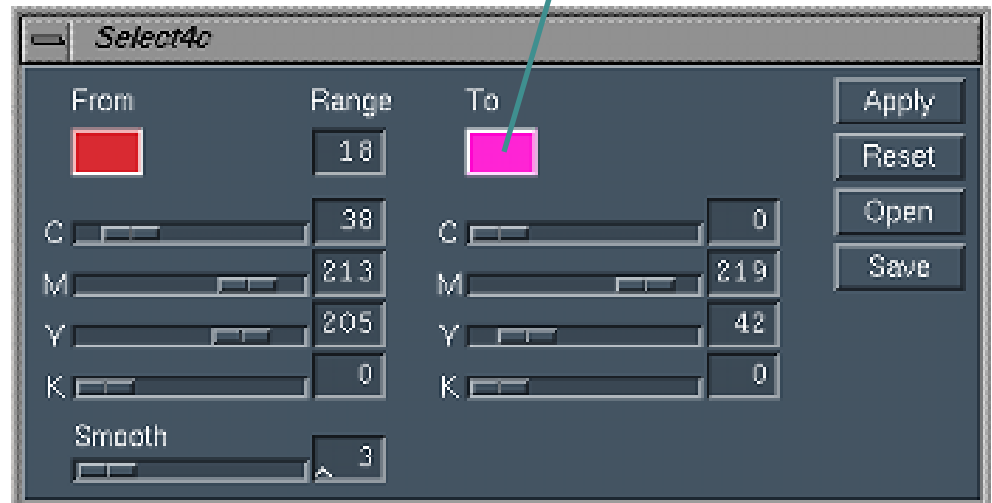 Select4c
From Range To Apply
18 Reset
C 38 C 0 Open
M 213 M 219 Save
Y 205 Y 42
K 0 K 0
Smooth
3